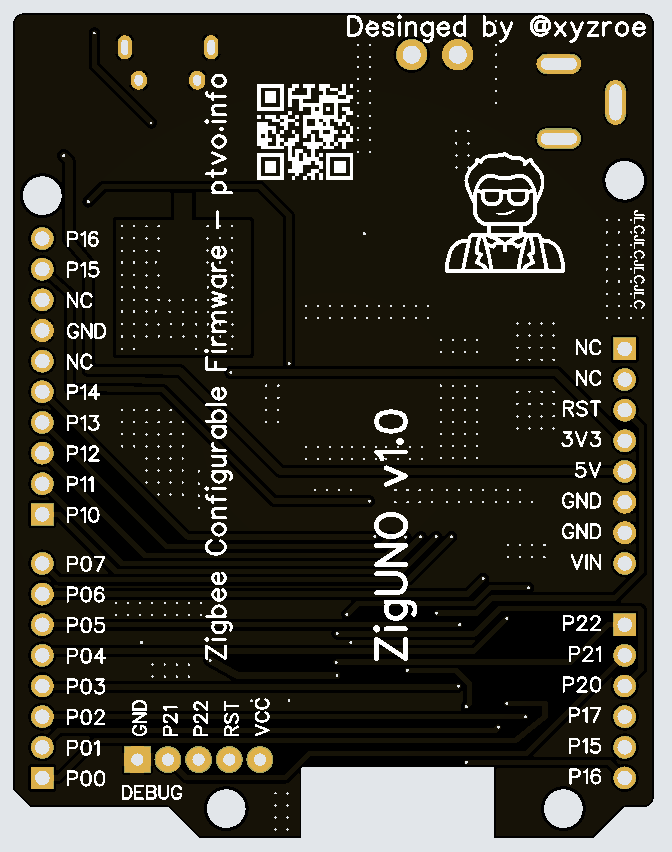 Desinged by @xyzroe
Zigbee Configurable Firmware – ptvo.info
JLCJLCJLCJLC
P16
P15
NC
GND
NC
P14
P13
P12
P11
P10
P07
P06
P05
P04
P03
P02
P01
P00
ZigUNO v1.0
NC
NC
RST
3V3
5V
GND
GND
VIN
P22
P21
P20
P17
P15
P16
GND
P21
P22
RST
VCC
DEBUG